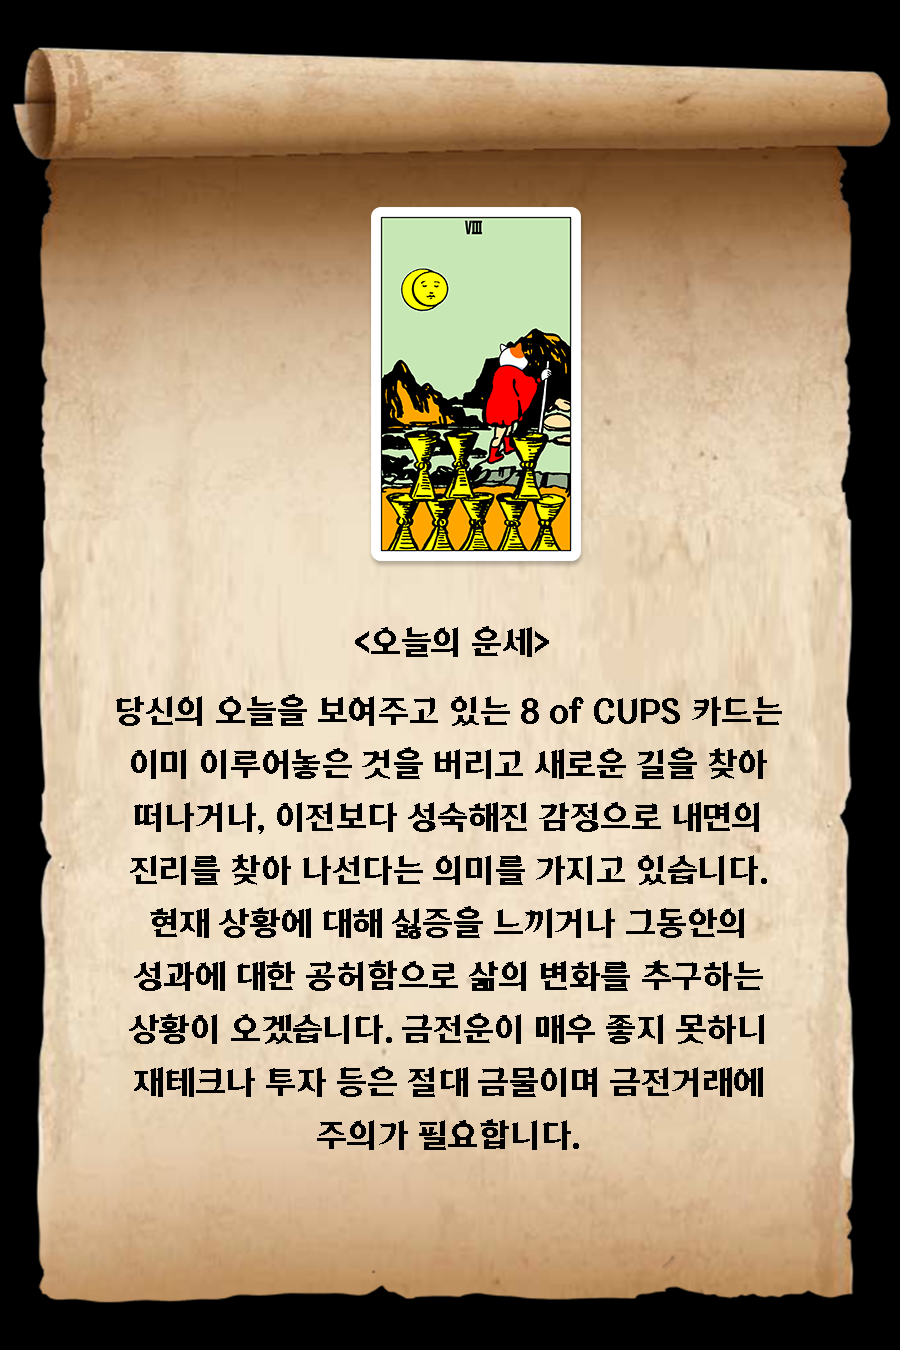 VIII
<오늘의 운세>
당신의 오늘을 보여주고 있는 8 of CUPS 카드는
이미 이루어놓은 것을 버리고 새로운 길을 찾아
떠나거나, 이전보다 성숙해진 감정으로 내면의
진리를 찾아 나선다는 의미를 가지고 있습니다.
현재 상황에 대해 싫증을 느끼거나 그동안의
성과에 대한 공허함으로 삶의 변화를 추구하는
상황이 오겠습니다. 금전운이 매우 좋지 못하니
재테크나 투자 등은 절대 금물이며 금전거래에
주의가 필요합니다.